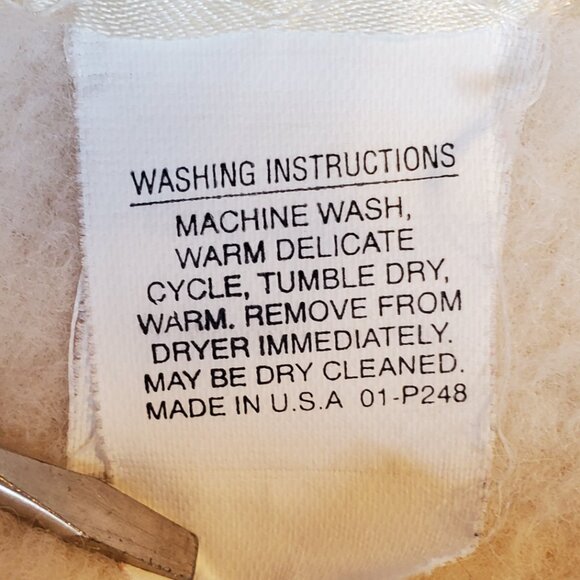 WASHING INSTRUCTIONS
MACHINE WASH,
WARM DELICATE
CYCLE, TUMBLE DRY,
WARM. REMOVE FROM
DRYER IMMEDIATELY.
MAY BE DRY CLEANED.
MADE IN U.S.A 01-P248